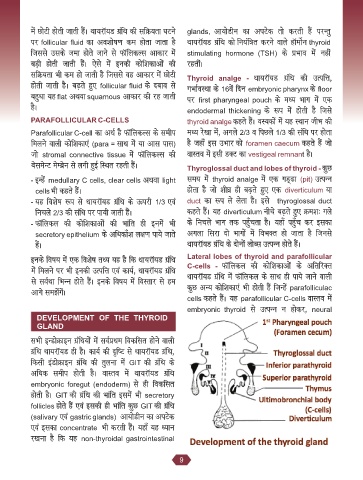 में छोटी होती जाती हैं। थायरॉयड ग्रंथि की सक्रियता घटने
पर follicular fluid का अवशोषण कम होता जाता है
जिससे उसके जमा होते जाने से फॉलिकल्स आकार में
बड़ी होती जाती हैं। ऐसे में इनकी कोशिकाओं की
सक्रियता भी कम हो जाती है जिससे वह आकार में छोटी
होती जाती हैं। बढ़ते हुए follicular fluid के दबाव से
बहुधा यह flat अथवा squamous आकार की रह जाती
है।
PARAFOLLICULAR C-CELLS
Parafollicular C-cell का अर्थ है फॉलिकल्स के समीप
मिलने वाली कोशिकाएं (para = साथ में या आस पास)
जो stromal connective tissue में फॉलिकल्स की
बेसमेन्ट मेम्ब्रेन से लगी हुई स्थित रहती हैं।
- इन्हें medullary C cells, clear cells अथवा light
cells भी कहते हैं।
- यह विशेष रूप से थायरॉयड ग्रंथि के ऊपरी 1/3 एवं
निचले 2/3 की संधि पर पायी जाती हैं।
- फॉलिकल की कोशिकाओं की भांति ही इनमें भी
secretory epithelium के अधिकांश लक्षण पाये जाते
हैं।
इनके विषय में एक विशेष तथ्य यह है कि थायरॉयड ग्रंथि
में मिलने पर भी इनकी उत्पत्ति एवं कार्य, थायरॉयड ग्रंथि
से सर्वथा भिन्न होते हैं। इनके विषय में विस्तार से हम
आगे समझेंगे।
DEVELOPMENT OF THE THYROID
GLAND
सभी इन्डोक्राइन ग्रंथियों में सर्वप्रथम विकसित होने वाली
ग्रंथि थायरॉयड ही है। कार्य की दृष्टि से थायरॉयड ग्रंथि,
किसी इंडोक्राइन ग्रंथि की तुलना में GIT की ग्रंथि के
अधिक समीप होती है। वास्तव में थायरॉयड ग्रंथि
embryonic foregut (endoderm) से ही विकसित
होती है। GIT की ग्रंथि की भांति इसमें भी secretory
follicles होते हैं एवं इसकी ही भांति कुछ GIT की ग्रंथि
(salivary एवं gastric glands) आयोडीन का अपटेक
एवं इसका concentrate भी करती हैं। यहाँ यह ध्यान
रखना है कि यह non-thyroidal gastrointestinal
glands, आयोडीन का अपटेक तो करती हैं परन्तु
थायरॉयड ग्रंथि को नियंत्रित करने वाले हॉर्मोन thyroid
stimulating hormone (TSH) के प्रभाव में नहीं
रहतीं।
Thyroid analge - थायरॉयड ग्रंथि की उत्पत्ति,
गर्भावस्था के 16वें दिन embryonic pharynx के floor
पर first pharyngeal pouch के मध्य भाग में एक
endodermal thickening के रूप में होती है जिसे
thyroid analge कहते हैं। वयस्कों में यह स्थान जीभ की
मध्य रेखा में, अगले 2/3 व पिछले 1/3 की संधि पर होता
है जहाँ इस उभार को foramen caecum कहते हैं जो
वास्तव में इसी डक्ट का vestigeal remnant है।
Thyroglossal duct and lobes of thyroid - कुछ
समय में thyroid analge में एक गड्ढा (pit) उत्पन्न
होता है जो शीघ्र ही बढ़ते हुए एक diverticulum या
duct का रूप ले लेता है। इसे thyroglossal duct
कहते हैं। यह diverticulum नीचे बढ़ते हुए क्रमशः गले
के निचले भाग तक पहुँचता है। यहाँ पहुँच कर इसका
अगला सिरा दो भागों में विभक्त हो जाता है जिनसे
थायरॉयड ग्रंथि के दोनों लोब्स उत्पन्न होते हैं।
Lateral lobes of thyroid and parafollicular
C-cells - फॉलिकल की कोशिकाओं के अतिरिक्त
थायरॉयड ग्रंथि में फॉलिकल के साथ ही पाये जाने वाली
कुछ अन्य कोशिकाएं भी होती हैं जिन्हें parafolliculac
cells कहते हैं। यह parafollicular C-cells वास्तव में
embryonic thyroid से उत्पन्न न होकर, neural
1st Pharyngeal pouch
(Foramen cecum)
Thyroglossal duct
Inferior parathyroid
Superior parathyroid
Thymus
Ultimobronchial body
(C-cells)
Diverticulum
Development of the thyroid gland
9